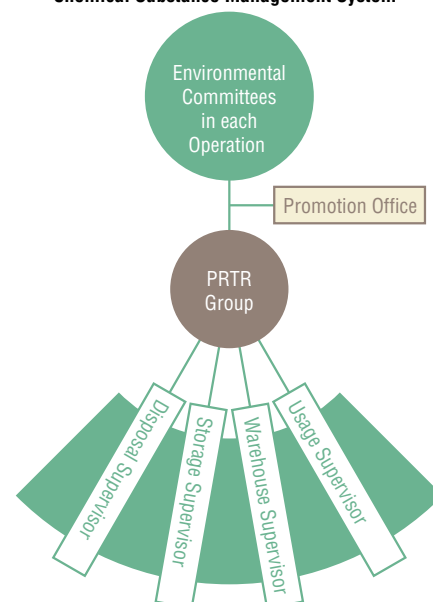 Chemical Substance Management System
Environmental
Committees
in each
Operation
Promotion Office
PRTR
Group
Disposal Supervisor
Storage Supervisor
Warehouse Supervisor
Usage Supervisor